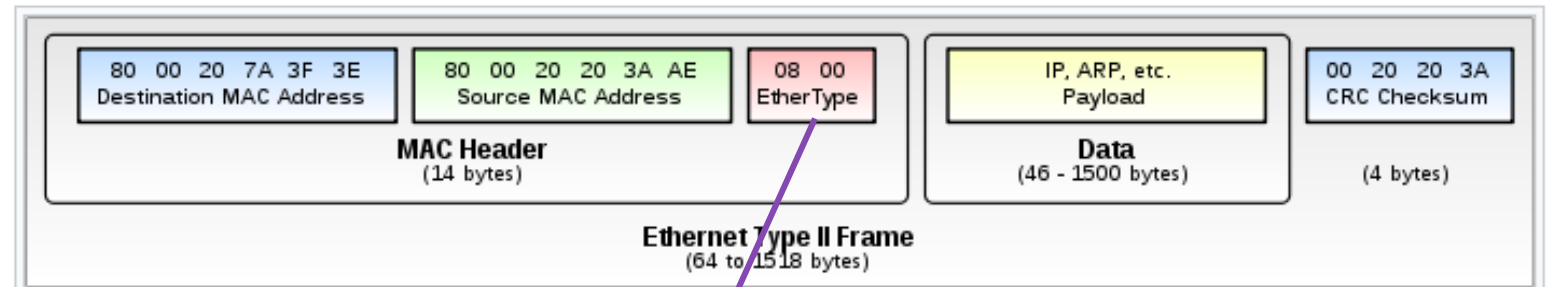 80 00 20 7A 3F 3E
Destination MAC Address
80 00 20 20 3A AE
Source MAC Address
08 00
EtherType
MAC Header
(14 bytes)
IP, ARP, etc.
Payload
Data
(46 - 1500 bytes)
00 20 20 3A
CRC Checksum
(4 bytes)
Ethernet Type II Frame
(64 to 1518 bytes)